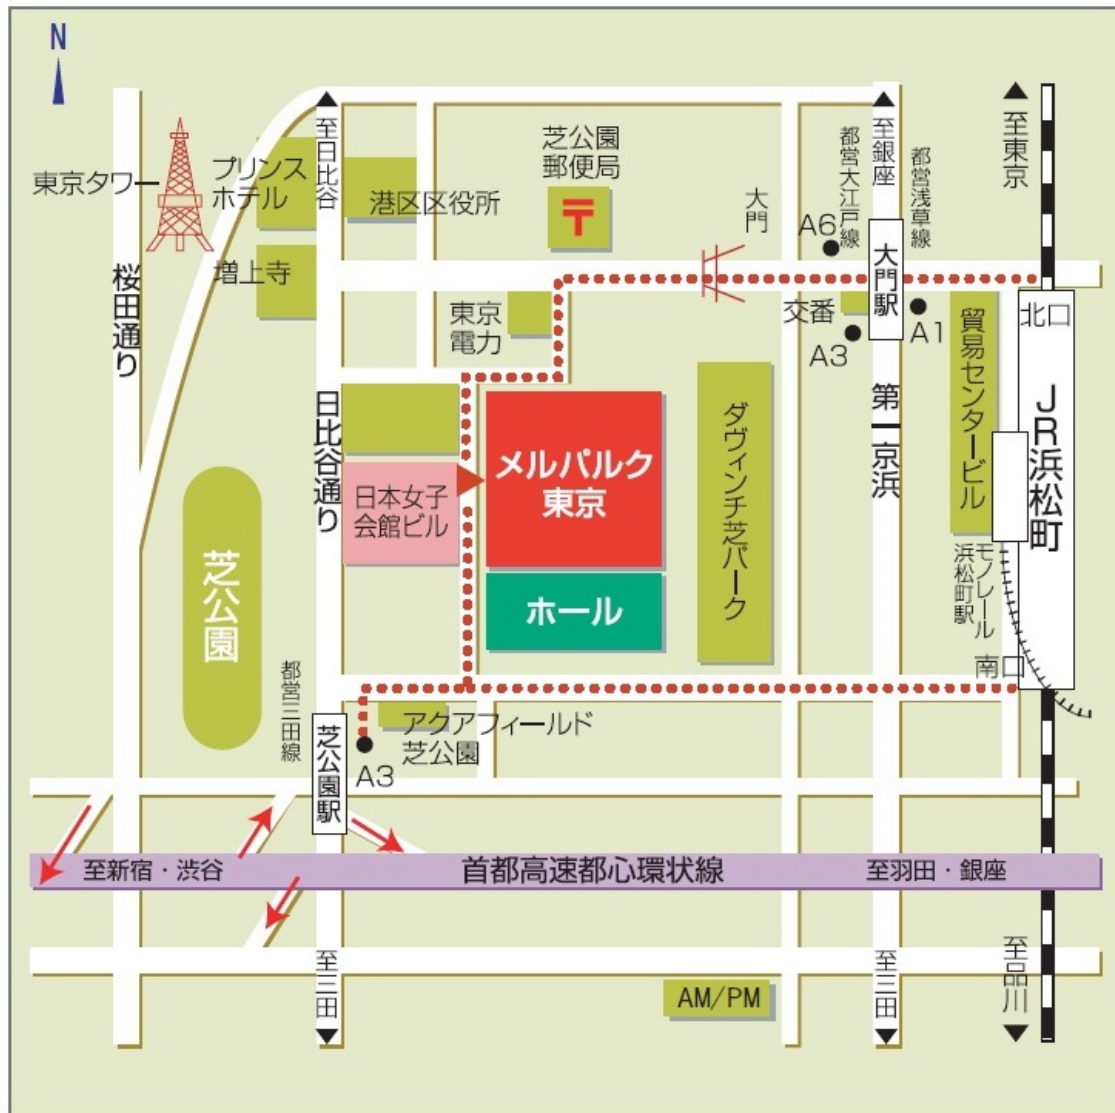 N
東京タワー
桜田通り
プリンス
ホテル
増上寺
至日比谷
港区区役所
芝公園
郵便局
〒
大門
A6
都営大江戸線
至銀座
都営浅草線
至東京
大門駅
交番
A3
A1
北口
東京
電力
貿易センタービル
JR浜松町
モノレール
浜松町駅
南口
第一京浜
ダヴィンチ芝パーク
日比谷通り
メルパルク
東京
日本女子
会館ビル
ホール
芝公園
都営三田線
芝公園駅
A3
アクアフィールド
芝公園
至新宿・渋谷
首都高速都心環状線
至羽田・銀座
至三田
AM/PM
至三田
至品川